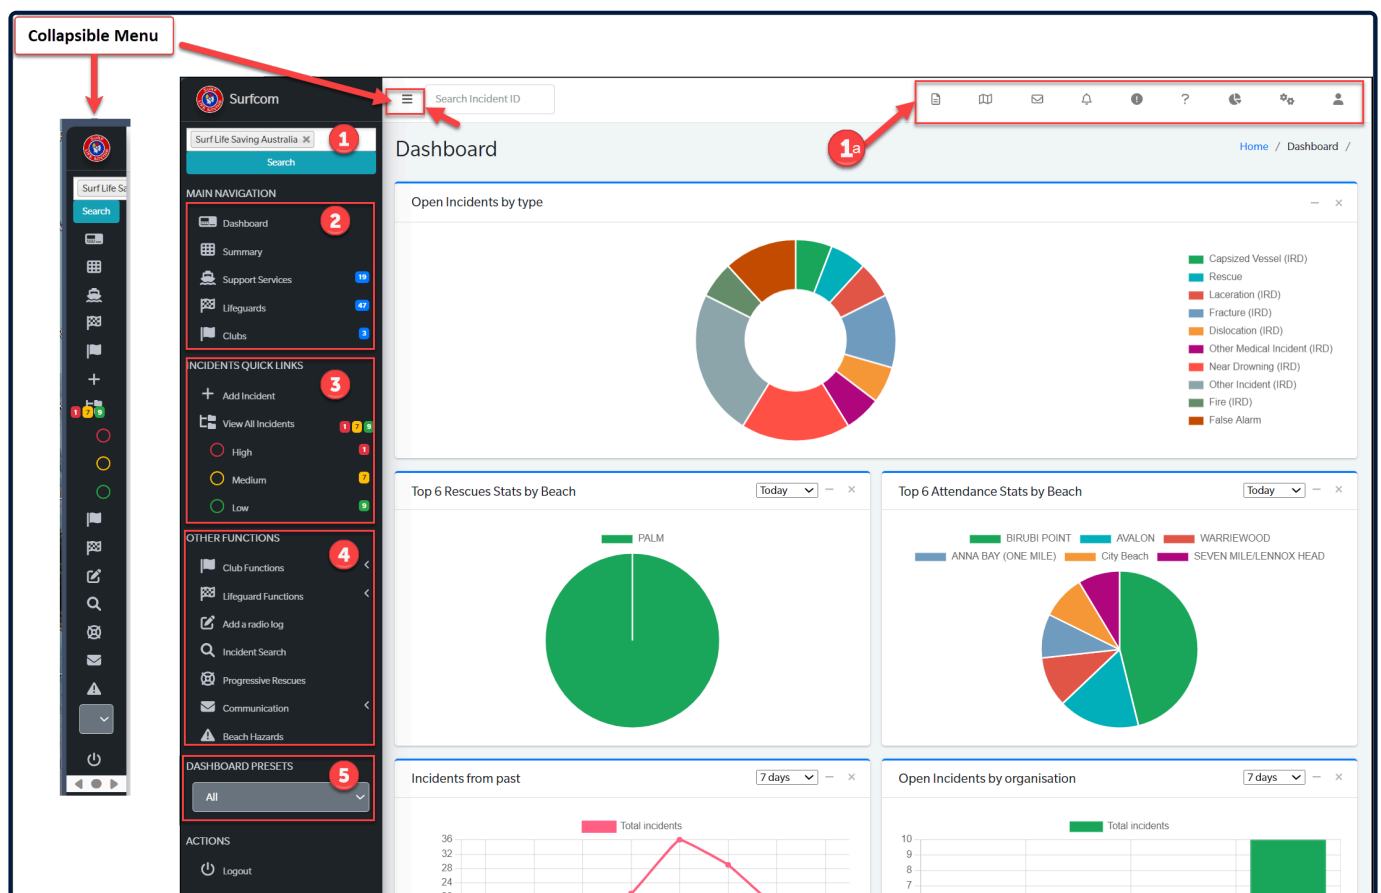 Collapsible Menu
Surfcom
Search Incident ID
Surf Life Saving Australia ×
1
Search
1a
Dashboard
Home / Dashboard /
Surf Life Sa
Search
MAIN NAVIGATION
2
Dashboard
Summary
Support Services 19
Lifeguards 47
Clubs 3
INCIDENTS QUICK LINKS
3
Add Incident
View All Incidents 1 7 9
High 1
Medium 7
Low 9
1 7 9
OTHER FUNCTIONS
4
Club Functions
Lifeguard Functions
Add a radio log
Incident Search
Progressive Rescues
Communication
Beach Hazards
DASHBOARD PRESETS
5
All
ACTIONS
Logout
Open Incidents by type
Capsized Vessel (IRD)
Rescue
Laceration (IRD)
Fracture (IRD)
Dislocation (IRD)
Other Medical Incident (IRD)
Near Drowning (IRD)
Other Incident (IRD)
Fire (IRD)
False Alarm
Top 6 Rescues Stats by Beach
Today
PALM
Top 6 Attendance Stats by Beach
Today
BIRUBI POINT AVALON WARRIEWOOD
ANNA BAY (ONE MILE) City Beach SEVEN MILE/LENNOX HEAD
Incidents from past
7 days
Total incidents
36
32
28
24
Open Incidents by organisation
7 days
Total incidents
10
9
8
7